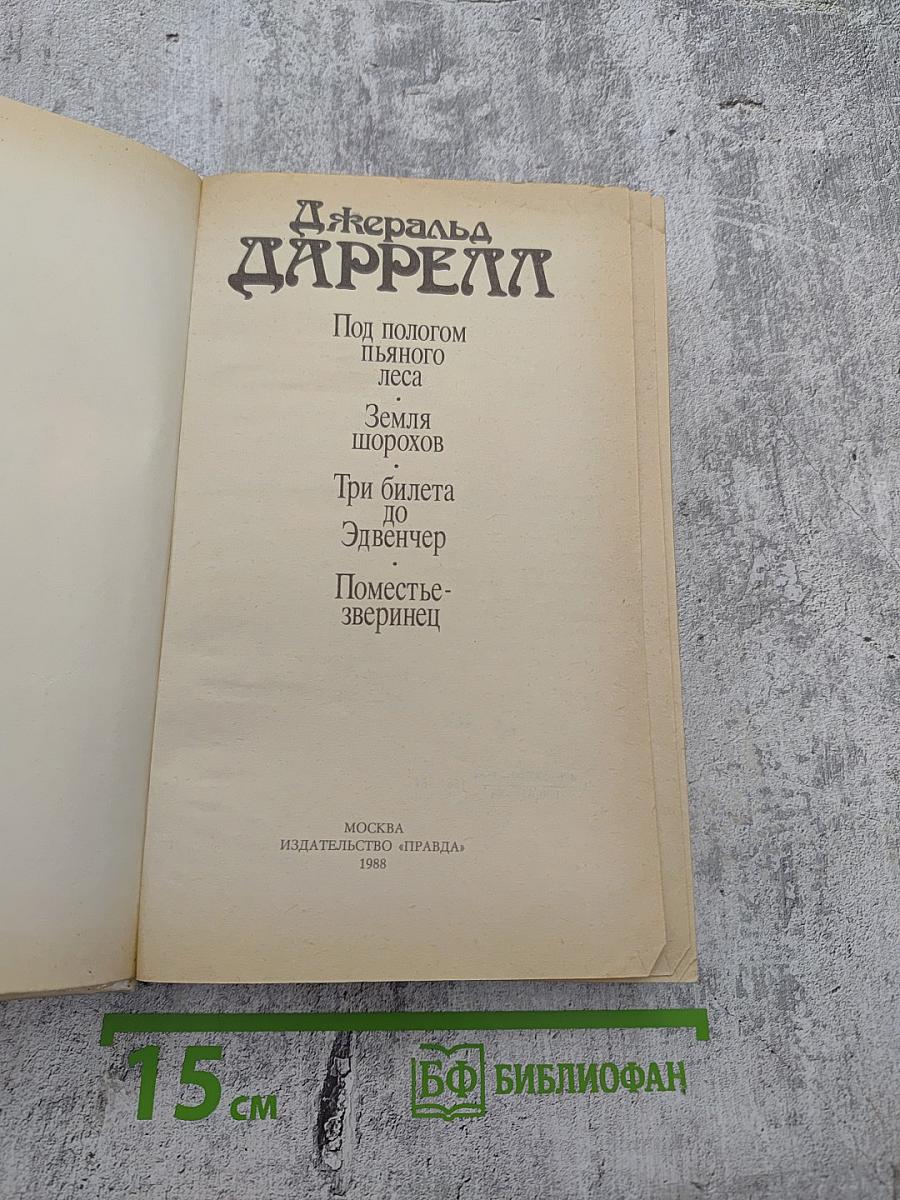 Джеральд
ДАРРЕЛЛ
Под пологом
пьяного
леса
•
Земля
шорохов
•
Три билета
до
Эдвенчер
•
Поместье-
зверинец
МОСКВА
ИЗДАТЕЛЬСТВО «ПРАВДА»
1988
15 см
БФ БИБЛИОФАН